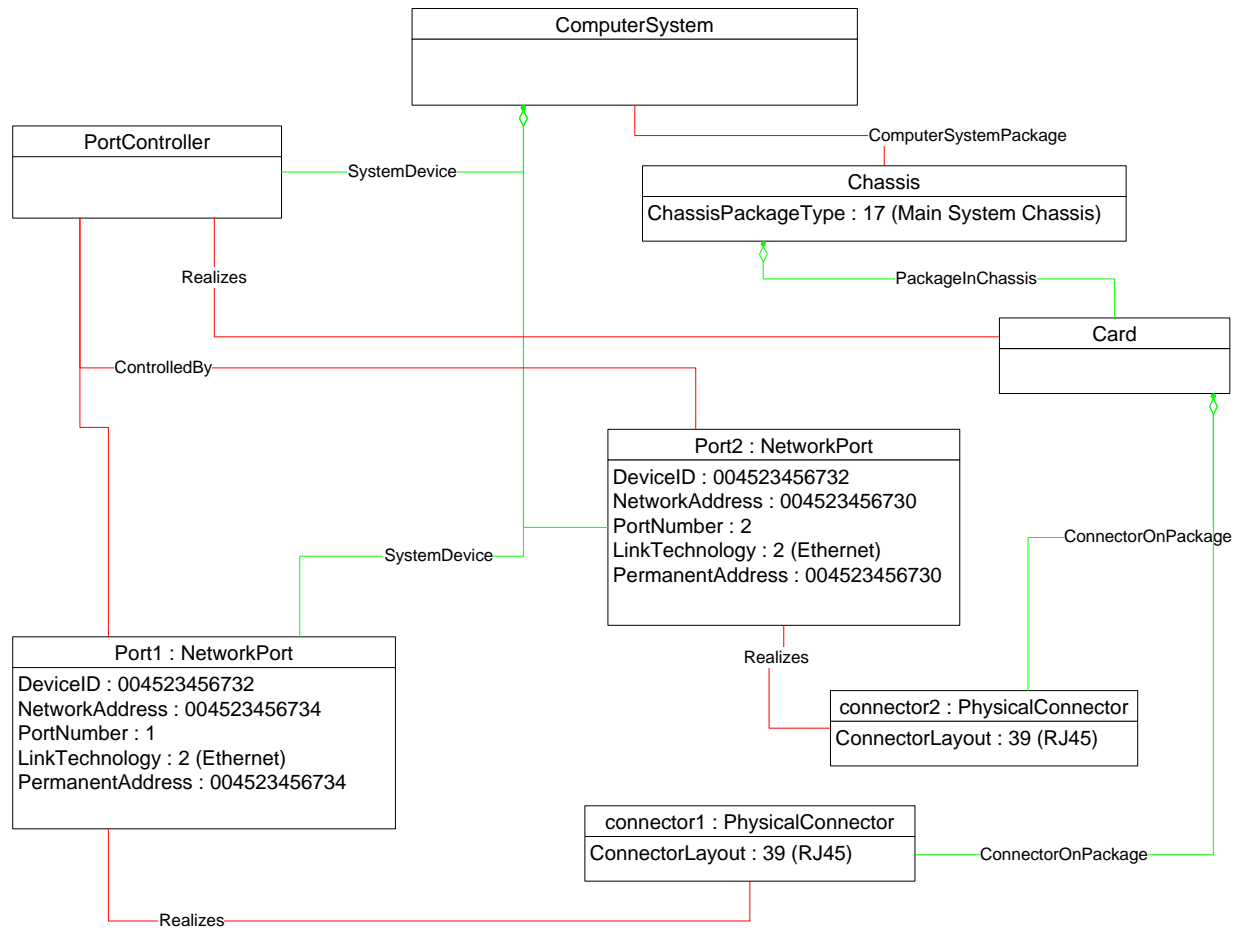 ComputerSystem
PortController
ComputerSystemPackage
SystemDevice
Chassis
ChassisPackageType : 17 (Main System Chassis)
Realizes
PackageInChassis
Card
ControlledBy
Port2 : NetworkPort
DeviceID : 004523456732
NetworkAddress : 004523456730
PortNumber : 2
LinkTechnology : 2 (Ethernet)
PermanentAddress : 004523456730
ConnectorOnPackage
SystemDevice
Port1 : NetworkPort
DeviceID : 004523456732
NetworkAddress : 004523456734
PortNumber : 1
LinkTechnology : 2 (Ethernet)
PermanentAddress : 004523456734
Realizes
connector2 : PhysicalConnector
ConnectorLayout : 39 (RJ45)
connector1 : PhysicalConnector
ConnectorLayout : 39 (RJ45)
ConnectorOnPackage
Realizes